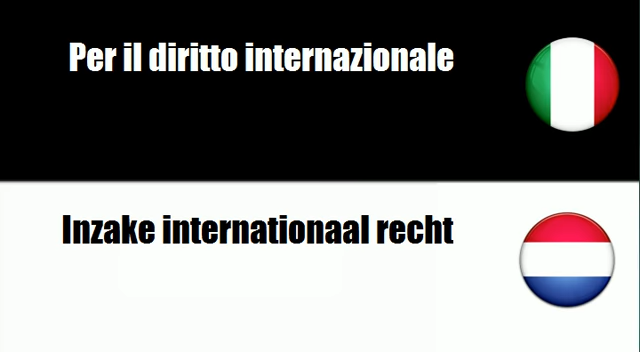 Per il diritto internazionale
Inzake internationaal recht